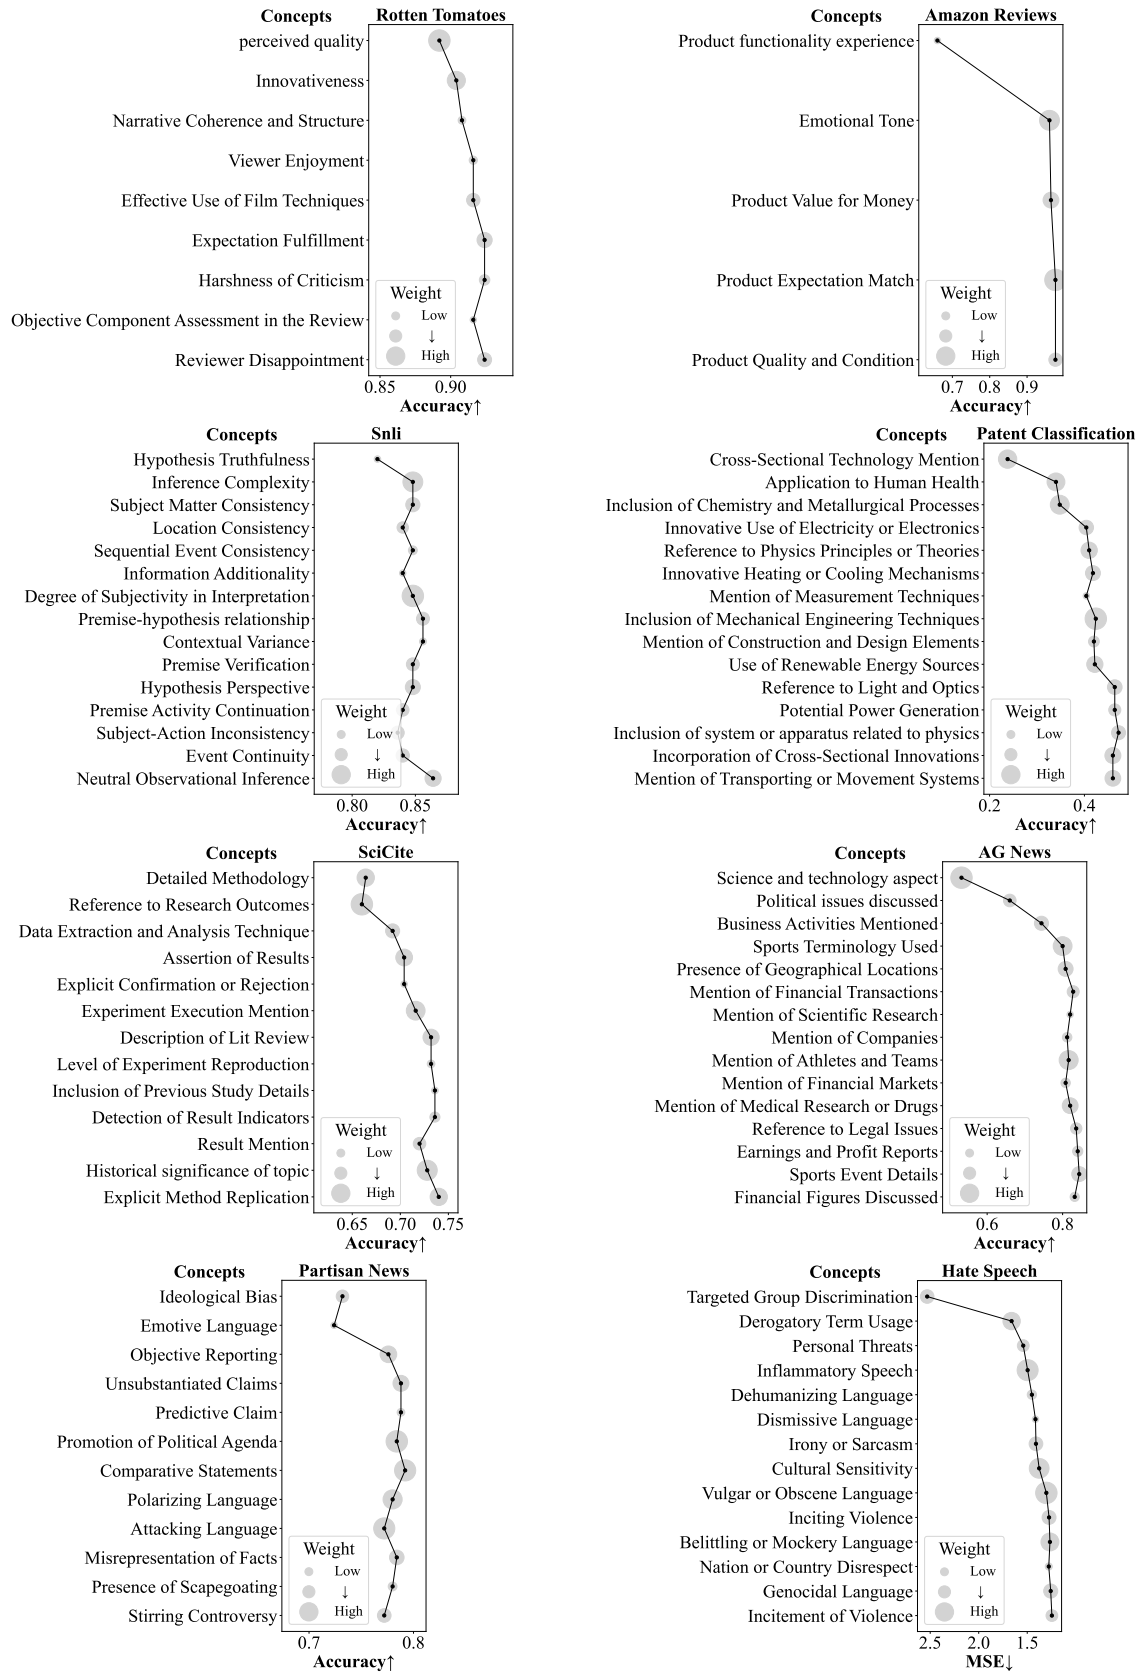 Concepts Rotten Tomatoes
perceived quality
Innovativeness
Narrative Coherence and Structure
Viewer Enjoyment
Effective Use of Film Techniques
Expectation Fulfillment
Harshness of Criticism
Objective Component Assessment in the Review
Reviewer Disappointment
Weight
Low
↓
High
0.85 0.90
Accuracy↑
Concepts Amazon Reviews
Product functionality experience
Emotional Tone
Product Value for Money
Product Expectation Match
Product Quality and Condition
Weight
Low
↓
High
0.7 0.8 0.9
Accuracy↑
Concepts Snli
Hypothesis Truthfulness
Inference Complexity
Subject Matter Consistency
Location Consistency
Sequential Event Consistency
Information Additionality
Degree of Subjectivity in Interpretation
Premise-hypothesis relationship
Contextual Variance
Premise Verification
Hypothesis Perspective
Premise Activity Continuation
Subject-Action Inconsistency
Event Continuity
Neutral Observational Inference
Weight
Low
↓
High
0.80 0.85
Accuracy↑
Concepts Patent Classification
Cross-Sectional Technology Mention
Application to Human Health
Inclusion of Chemistry and Metallurgical Processes
Innovative Use of Electricity or Electronics
Reference to Physics Principles or Theories
Innovative Heating or Cooling Mechanisms
Mention of Measurement Techniques
Inclusion of Mechanical Engineering Techniques
Mention of Construction and Design Elements
Use of Renewable Energy Sources
Reference to Light and Optics
Potential Power Generation
Inclusion of system or apparatus related to physics
Incorporation of Cross-Sectional Innovations
Mention of Transporting or Movement Systems
Weight
Low
↓
High
0.2 0.4
Accuracy↑
Concepts SciCite
Detailed Methodology
Reference to Research Outcomes
Data Extraction and Analysis Technique
Assertion of Results
Explicit Confirmation or Rejection
Experiment Execution Mention
Description of Lit Review
Level of Experiment Reproduction
Inclusion of Previous Study Details
Detection of Result Indicators
Result Mention
Historical significance of topic
Explicit Method Replication
Weight
Low
↓
High
0.65 0.70 0.75
Accuracy↑
Concepts AG News
Science and technology aspect
Political issues discussed
Business Activities Mentioned
Sports Terminology Used
Presence of Geographical Locations
Mention of Financial Transactions
Mention of Scientific Research
Mention of Companies
Mention of Athletes and Teams
Mention of Financial Markets
Mention of Medical Research or Drugs
Reference to Legal Issues
Earnings and Profit Reports
Sports Event Details
Financial Figures Discussed
Weight
Low
↓
High
0.6 0.8
Accuracy↑
Concepts Partisan News
Ideological Bias
Emotive Language
Objective Reporting
Unsubstantiated Claims
Predictive Claim
Promotion of Political Agenda
Comparative Statements
Polarizing Language
Attacking Language
Misrepresentation of Facts
Presence of Scapegoating
Stirring Controversy
Weight
Low
↓
High
0.7 0.8
Accuracy↑
Concepts Hate Speech
Targeted Group Discrimination
Derogatory Term Usage
Personal Threats
Inflammatory Speech
Dehumanizing Language
Dismissive Language
Irony or Sarcasm
Cultural Sensitivity
Vulgar or Obscene Language
Inciting Violence
Belittling or Mockery Language
Nation or Country Disrespect
Genocidal Language
Incitement of Violence
Weight
Low
↓
High
2.5 2.0 1.5
MSE↓